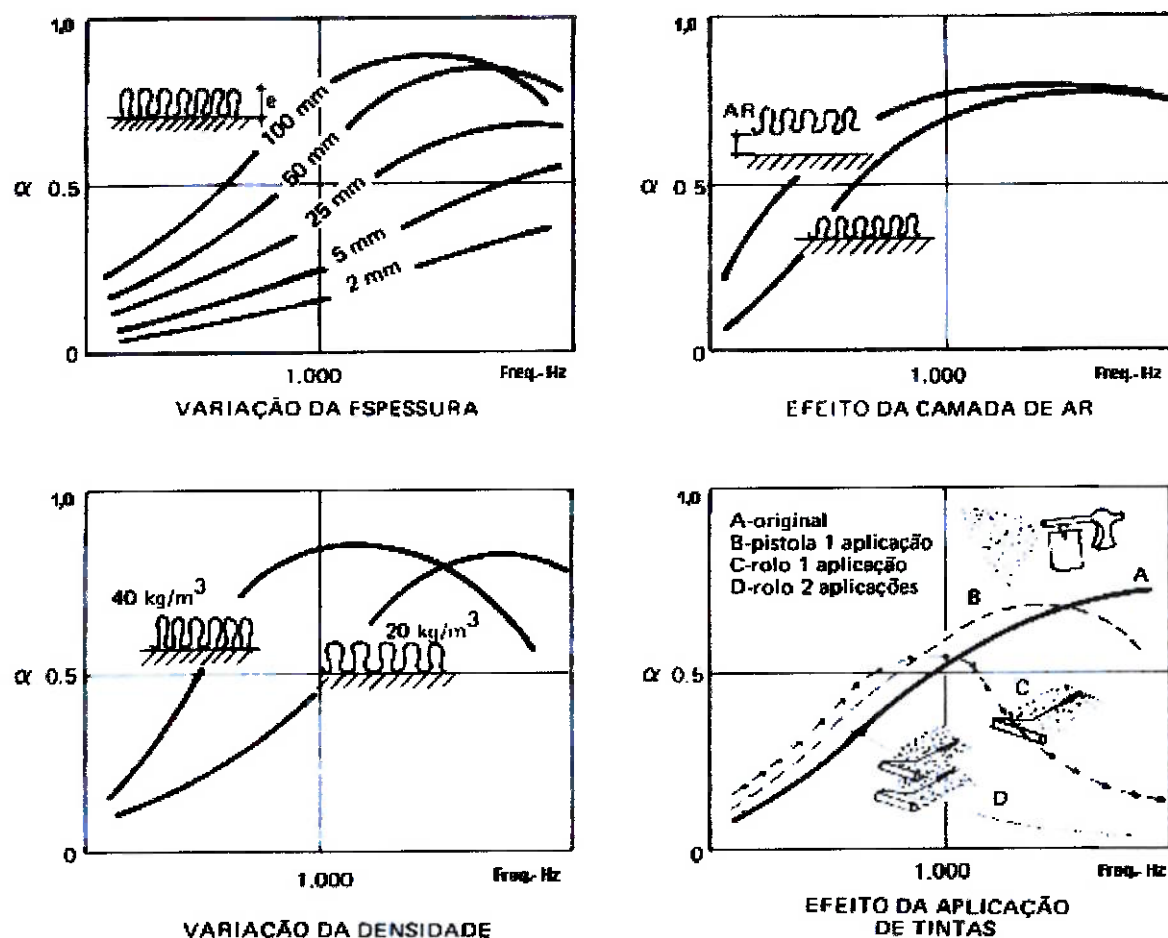 1,0
e
100 mm
60 mm
25 mm
5 mm
2 mm
α 0.5
0
1.000
Freq.-Hz
VARIAÇÃO DA ESPESSURA
1,0
AR
α 0.5
0
1.000
Freq.-Hz
EFEITO DA CAMADA DE AR
1,0
40 kg/m³
20 kg/m³
α 0.5
0
1.000
Freq.-Hz
VARIAÇÃO DA DENSIDADE
1,0
A-original
B-pistola 1 aplicação
C-rolo 1 aplicação
D-rolo 2 aplicações
A
B
α 0.5
C
D
0
1.000
Freq.-Hz
EFEITO DA APLICAÇÃO
DE TINTAS